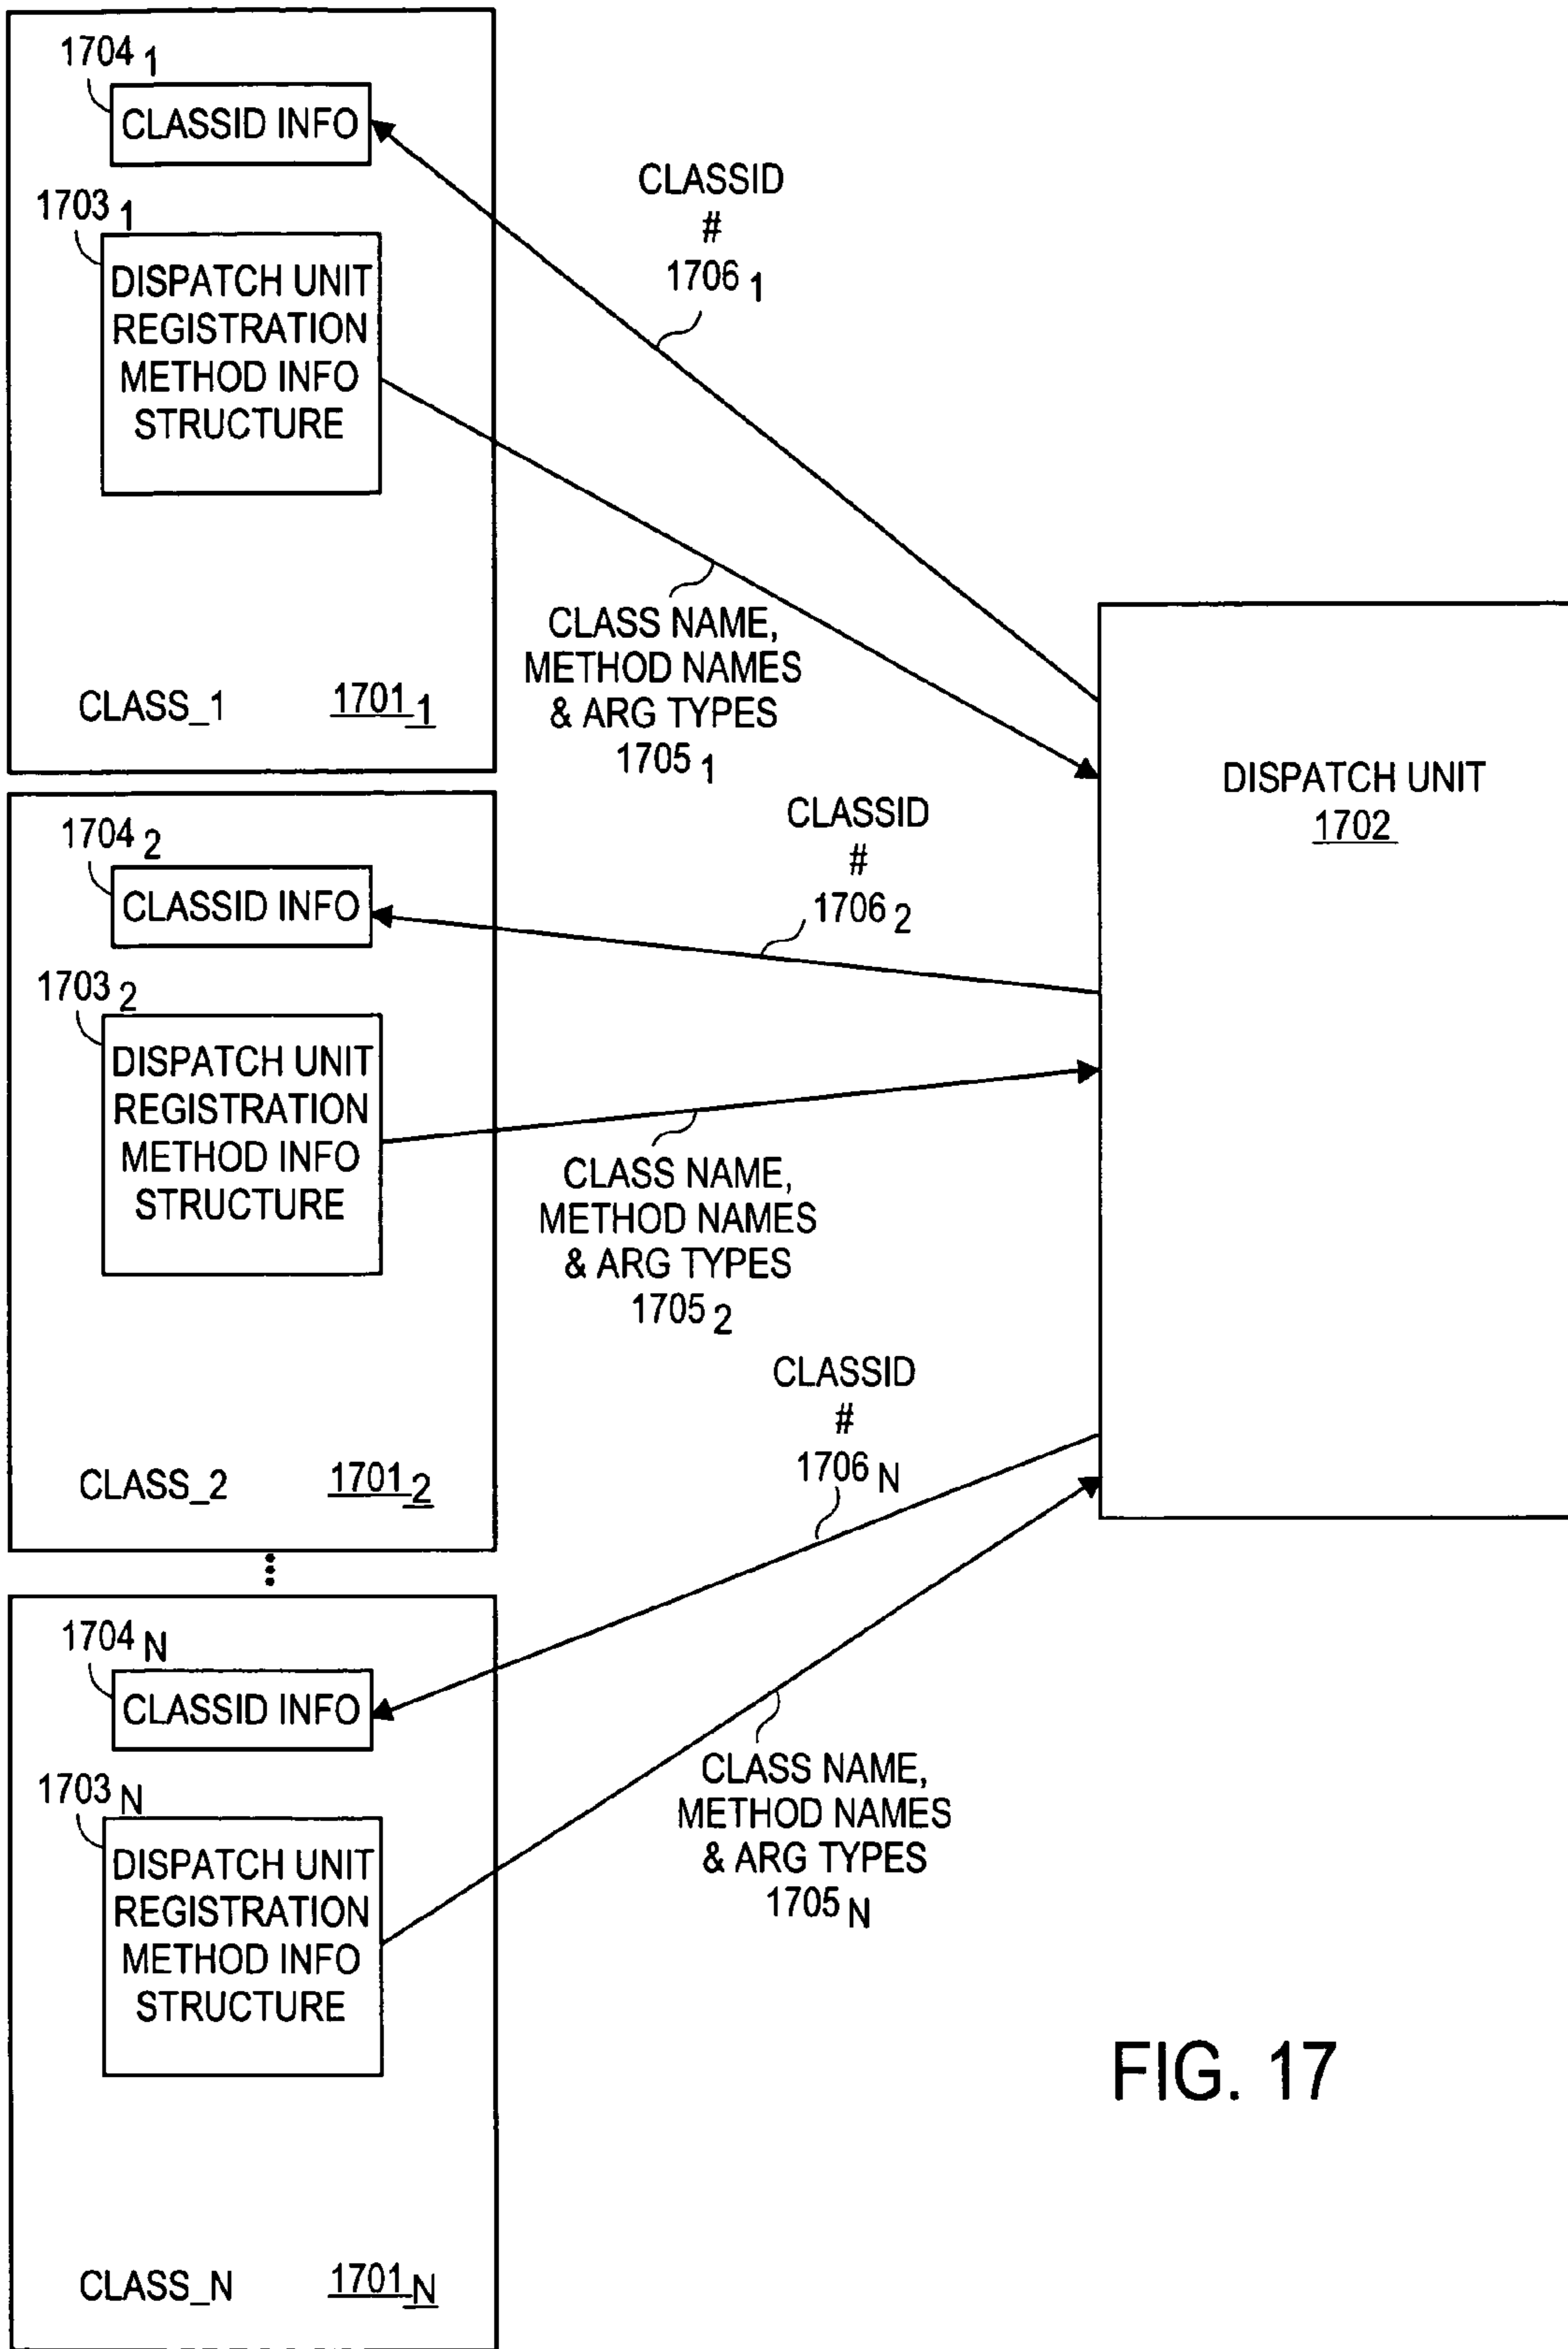 1704 1
CLASSID INFO
1703 1
DISPATCH UNIT
REGISTRATION
METHOD INFO
STRUCTURE
CLASS_1 1701 1
CLASSID
#
1706 1
CLASS NAME,
METHOD NAMES
& ARG TYPES
1705 1
DISPATCH UNIT
1702
1704 2
CLASSID INFO
1703 2
DISPATCH UNIT
REGISTRATION
METHOD INFO
STRUCTURE
CLASS_2 1701 2
CLASSID
#
1706 2
CLASS NAME,
METHOD NAMES
& ARG TYPES
1705 2
CLASSID
#
1706 N
1704 N
CLASSID INFO
1703 N
DISPATCH UNIT
REGISTRATION
METHOD INFO
STRUCTURE
CLASS_N 1701 N
CLASS NAME,
METHOD NAMES
& ARG TYPES
1705 N
FIG. 17